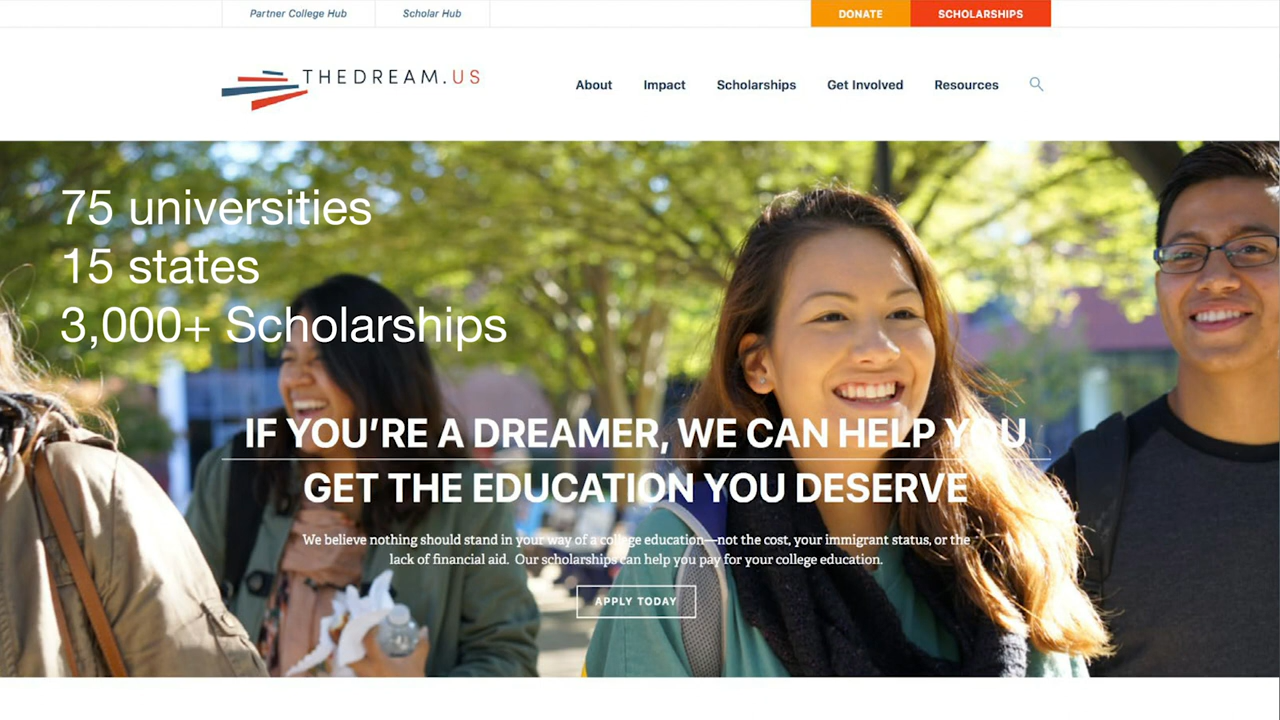 Partner College Hub
Scholar Hub
DONATE
SCHOLARSHIPS
THEDREAM.US
About
Impact
Scholarships
Get Involved
Resources
75 universities
15 states
3,000+ Scholarships
IF YOU'RE A DREAMER, WE CAN HELP YOU
GET THE EDUCATION YOU DESERVE
We believe nothing should stand in your way of a college education—not the cost, your immigrant status, or the
lack of financial aid.  Our scholarships can help you pay for your college education.
APPLY TODAY